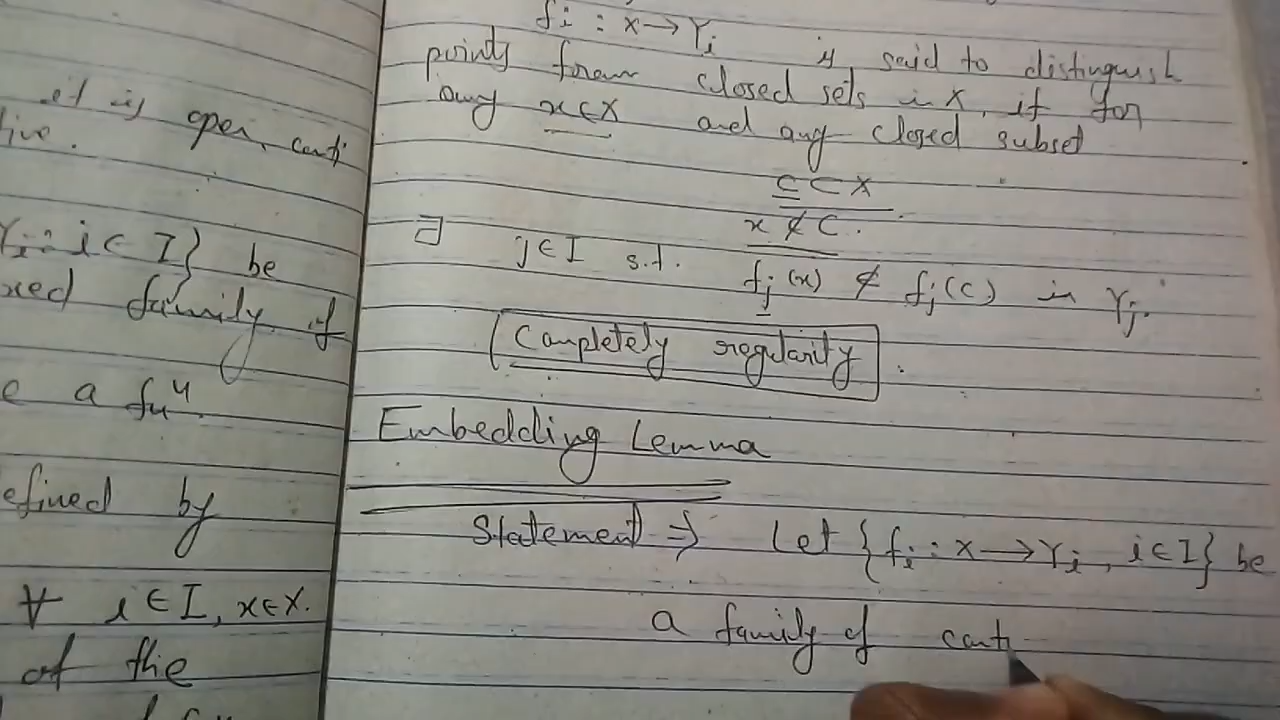 et is open, conti
tive.
Yi : i ∈ I} be
xed family of
e a fuⁿ.
efined by
∀ i ∈ I, x ∈ X.
of the
fi : X → Yi is said to distinguish
points from closed sets in X, if for
any x ∈ X and any closed subset
C ⊂ X
x ∉ C.
∃ j ∈ I s.t. fj(x) ∉ fj(C) in Yj.
Completely regularity.
Embedding Lemma
Statement ⇒ Let {fi : X → Yi, i ∈ I} be
a family of conti